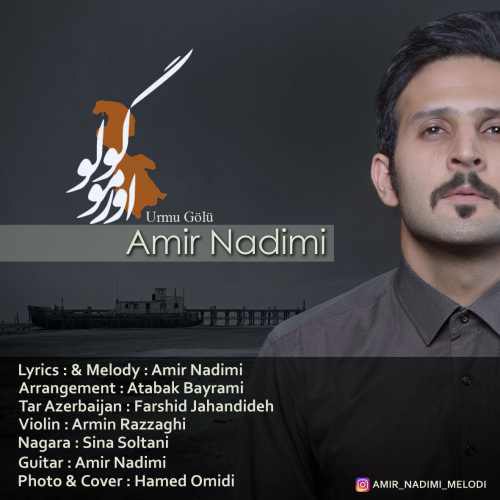 اورمو گولو
Urmu Gölü
Amir Nadimi
Lyrics : & Melody : Amir Nadimi
Arrangement : Atabak Bayrami
Tar Azerbaijan : Farshid Jahandideh
Violin : Armin Razzaghi
Nagara : Sina Soltani
Guitar : Amir Nadimi
Photo & Cover : Hamed Omidi
AMIR_NADIMI_MELODI